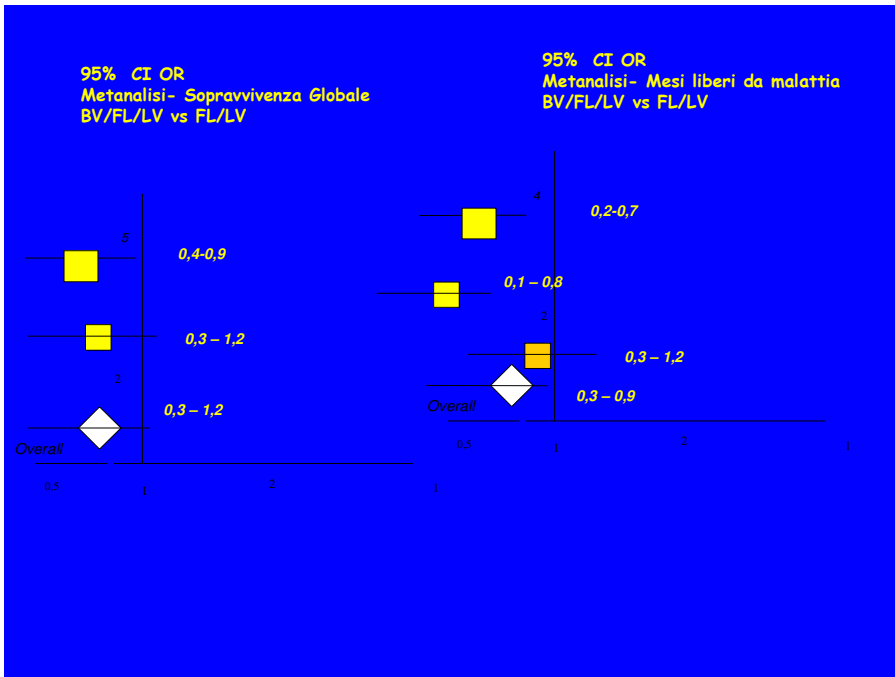 95% CI OR
Metanalisi- Sopravvivenza Globale
BV/FL/LV vs FL/LV
5
0,4-0,9
0,3 – 1,2
2
0,3 – 1,2
Overall
0,5
1
2
1
95% CI OR
Metanalisi- Mesi liberi da malattia
BV/FL/LV vs FL/LV
4
0,2-0,7
0,1 – 0,8
0,3 – 1,2
0,3 – 0,9
Overall
0,5
1
2
1